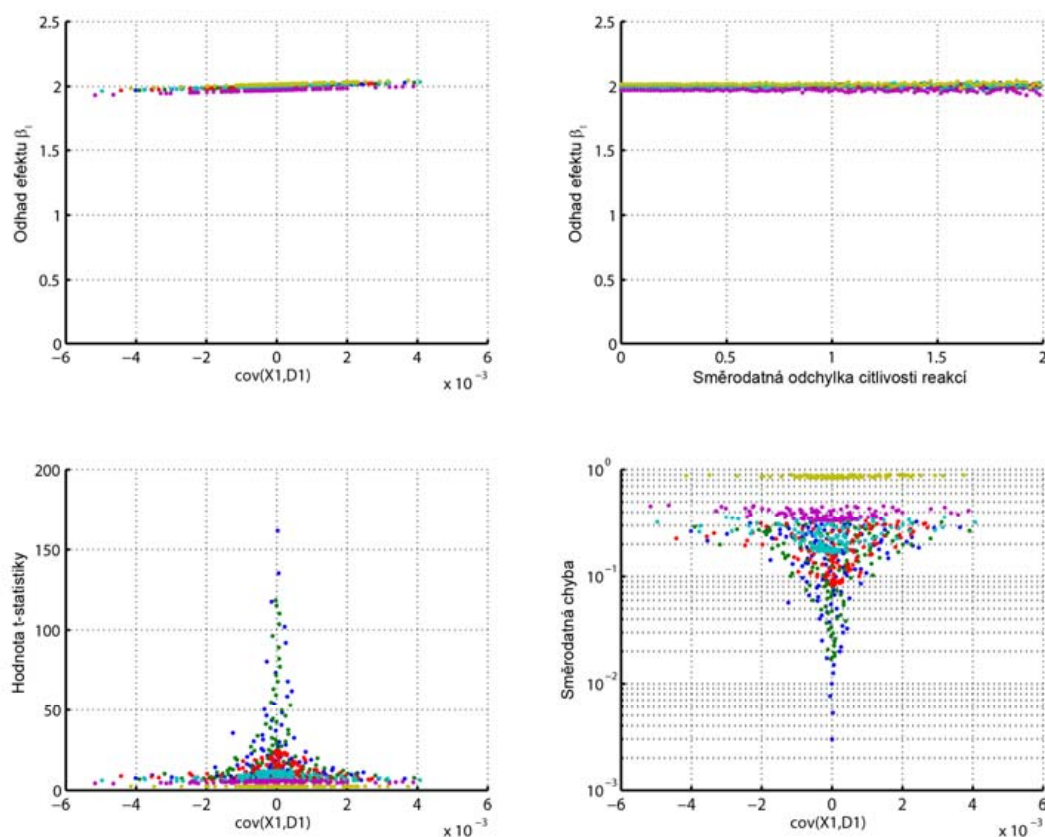 2.5
2
1.5
1
0.5
0
Odhad efektu β₁
−6 −4 −2 0 2 4 6
cov(X1,D1)
x 10⁻³
2.5
2
1.5
1
0.5
0
Odhad efektu β₁
0 0.5 1 1.5 2
Směrodatná odchylka citlivosti reakcí
200
150
100
50
0
Hodnota t-statistiky
−6 −4 −2 0 2 4 6
cov(X1,D1)
x 10⁻³
10⁰
10⁻¹
10⁻²
10⁻³
Směrodatná chyba
−6 −4 −2 0 2 4 6
cov(X1,D1)
x 10⁻³